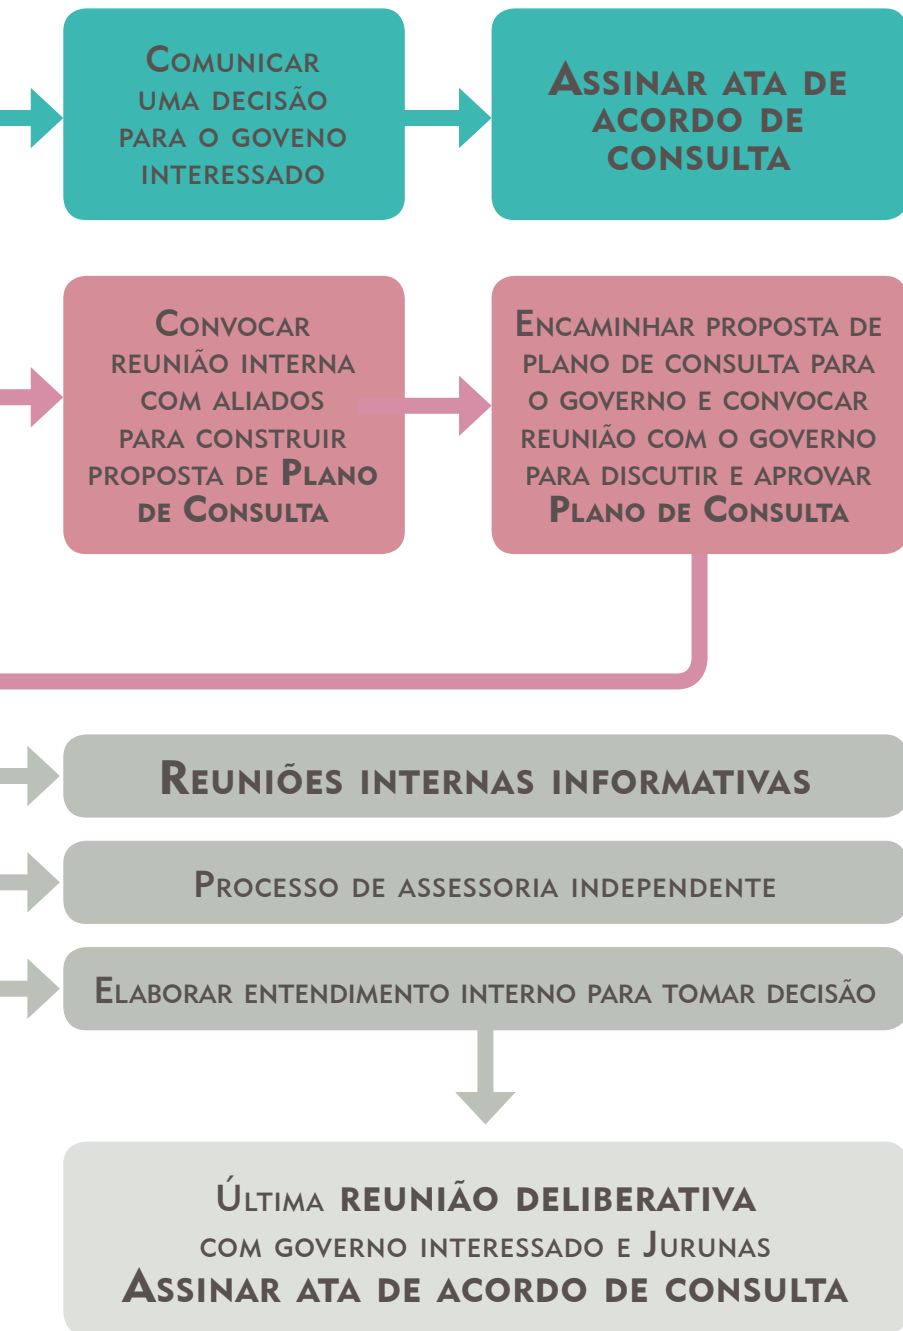 Comunicar
uma decisão
para o goveno
interessado
Assinar ata de
acordo de
consulta
Convocar
reunião interna
com aliados
para construir
proposta de Plano
de Consulta
Encaminhar proposta de
plano de consulta para
o governo e convocar
reunião com o governo
para discutir e aprovar
Plano de Consulta
Reuniões internas informativas
Processo de assessoria independente
Elaborar entendimento interno para tomar decisão
Última reunião deliberativa
com governo interessado e Jurunas
Assinar ata de acordo de consulta